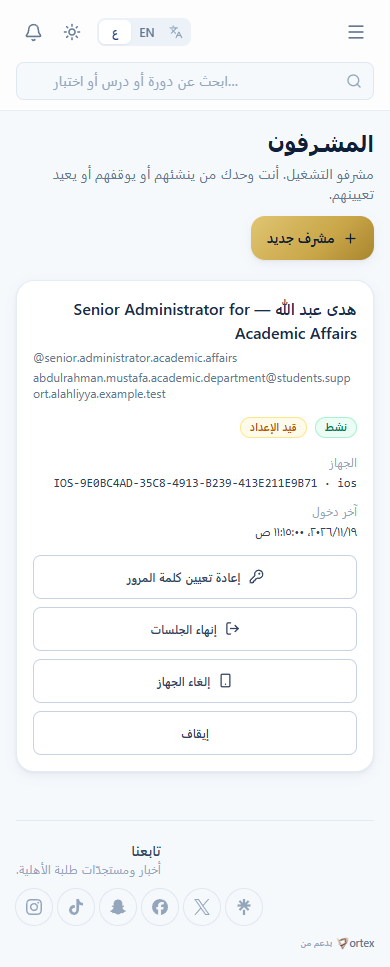 ع
EN
ابحث عن دورة أو درس أو اختبار...
المشرفون
مشرفو التشغيل. أنت وحدك من ينشئهم أو يوقفهم أو يعيد
تعيينهم.
+ مشرف جديد
هدى عبد الله — Senior Administrator for
Academic Affairs
@senior.administrator.academic.affairs
abdulrahman.mustafa.academic.department@students.supp
ort.alahliyya.example.test
نشط
قيد الإعداد
الجهاز
IOS-9E0BC4AD-35C8-4913-B239-413E211E9B71 · ios
آخر دخول
١٩‏/١١‏/٢٠٢٦، ١١:١٥:٠٠ ص
إعادة تعيين كلمة المرور
إنهاء الجلسات
إلغاء الجهاز
إيقاف
تابعنا
أخبار ومستجدّات طلبة الأهلية.
بدعم من ortex